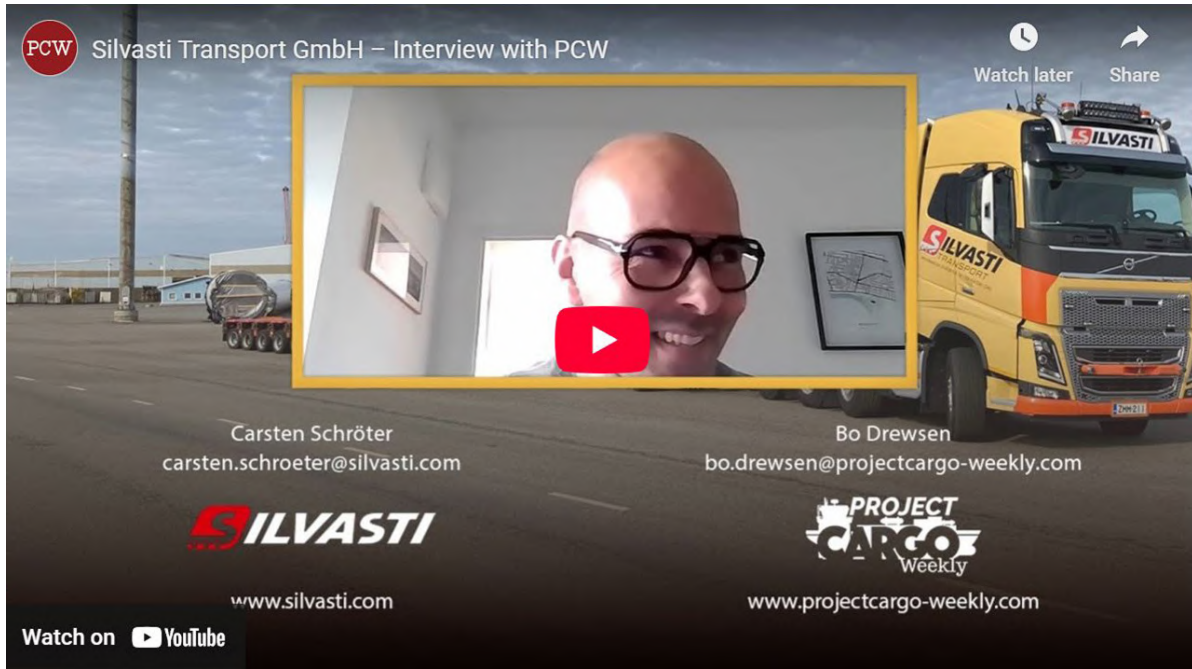 PCW
Silvasti Transport GmbH – Interview with PCW
Watch later
Share
SILVASTI
SILVASTI
TRANSPORT
Carsten Schröter
carsten.schroeter@silvasti.com
Bo Drewsen
bo.drewsen@projectcargo-weekly.com
SILVASTI
PROJECT
CARGO
Weekly
www.silvasti.com
www.projectcargo-weekly.com
Watch on YouTube